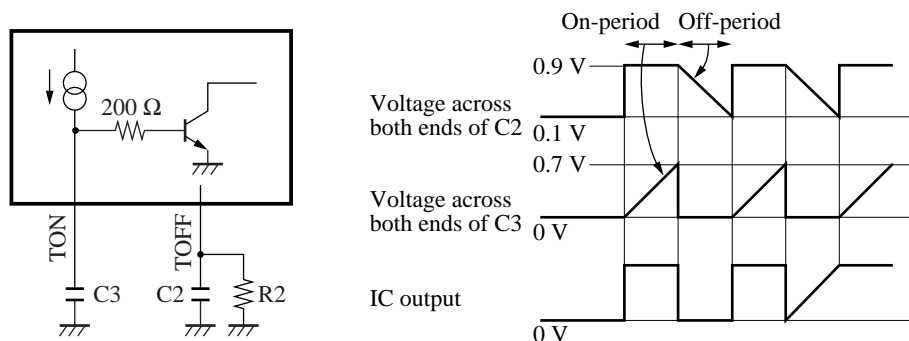 200 Ω
TON
TOFF
C3
C2
R2
On-period
Off-period
0.9 V
Voltage across
both ends of C2
0.1 V
0.7 V
Voltage across
both ends of C3
0 V
IC output
0 V